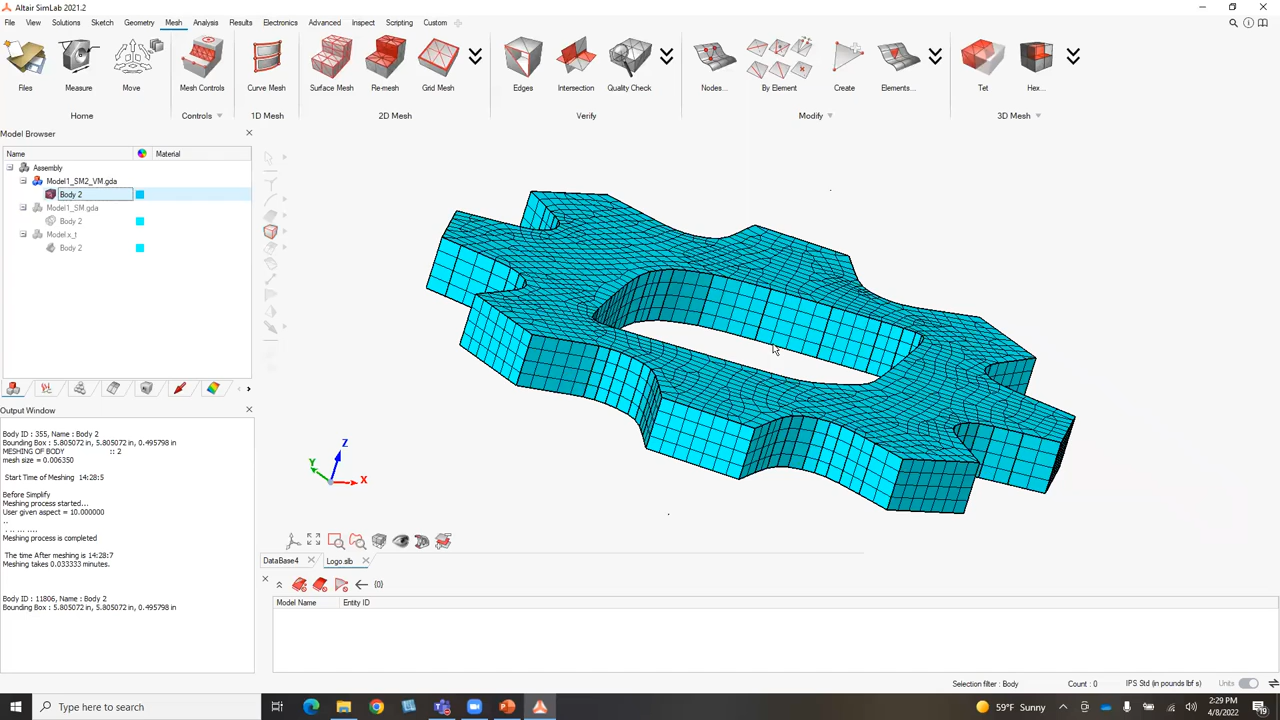 Altair SimLab 2021.2
File View Solutions Sketch Geometry Mesh Analysis Results Electronics Advanced Inspect Scripting Custom
Files Measure Move Mesh Controls Curve Mesh Surface Mesh Re-mesh Grid Mesh Edges Intersection Quality Check Nodes... By Element Create Elements... Tet Hex...
Home Controls 1D Mesh 2D Mesh Verify Modify 3D Mesh
Model Browser
Name Material
Assembly
Model1_SM2_VM.gda
Body 2
Model1_SM.gda
Body 2
Model.x_t
Body 2
Output Window
Body ID : 355, Name : Body 2
Bounding Box : 5.805072 in, 5.805072 in, 0.495798 in
MESHING OF BODY :: 2
mesh size = 0.006350
Start Time of Meshing 14:28:5
Before Simplify
Meshing process started...
User given aspect = 10.000000
..
. .. ... ....
Meshing process is completed
The time After meshing is 14:28:7
Meshing takes 0.033333 minutes.
Body ID : 11806, Name : Body 2
Bounding Box : 5.805072 in, 5.805072 in, 0.495798 in
Z
Y
X
DataBase4 Logo.slb
{0}
Model Name Entity ID
Selection filter : Body Count : 0 IPS Std (in pounds lbf s) Units
Type here to search
59°F Sunny
2:29 PM
4/8/2022